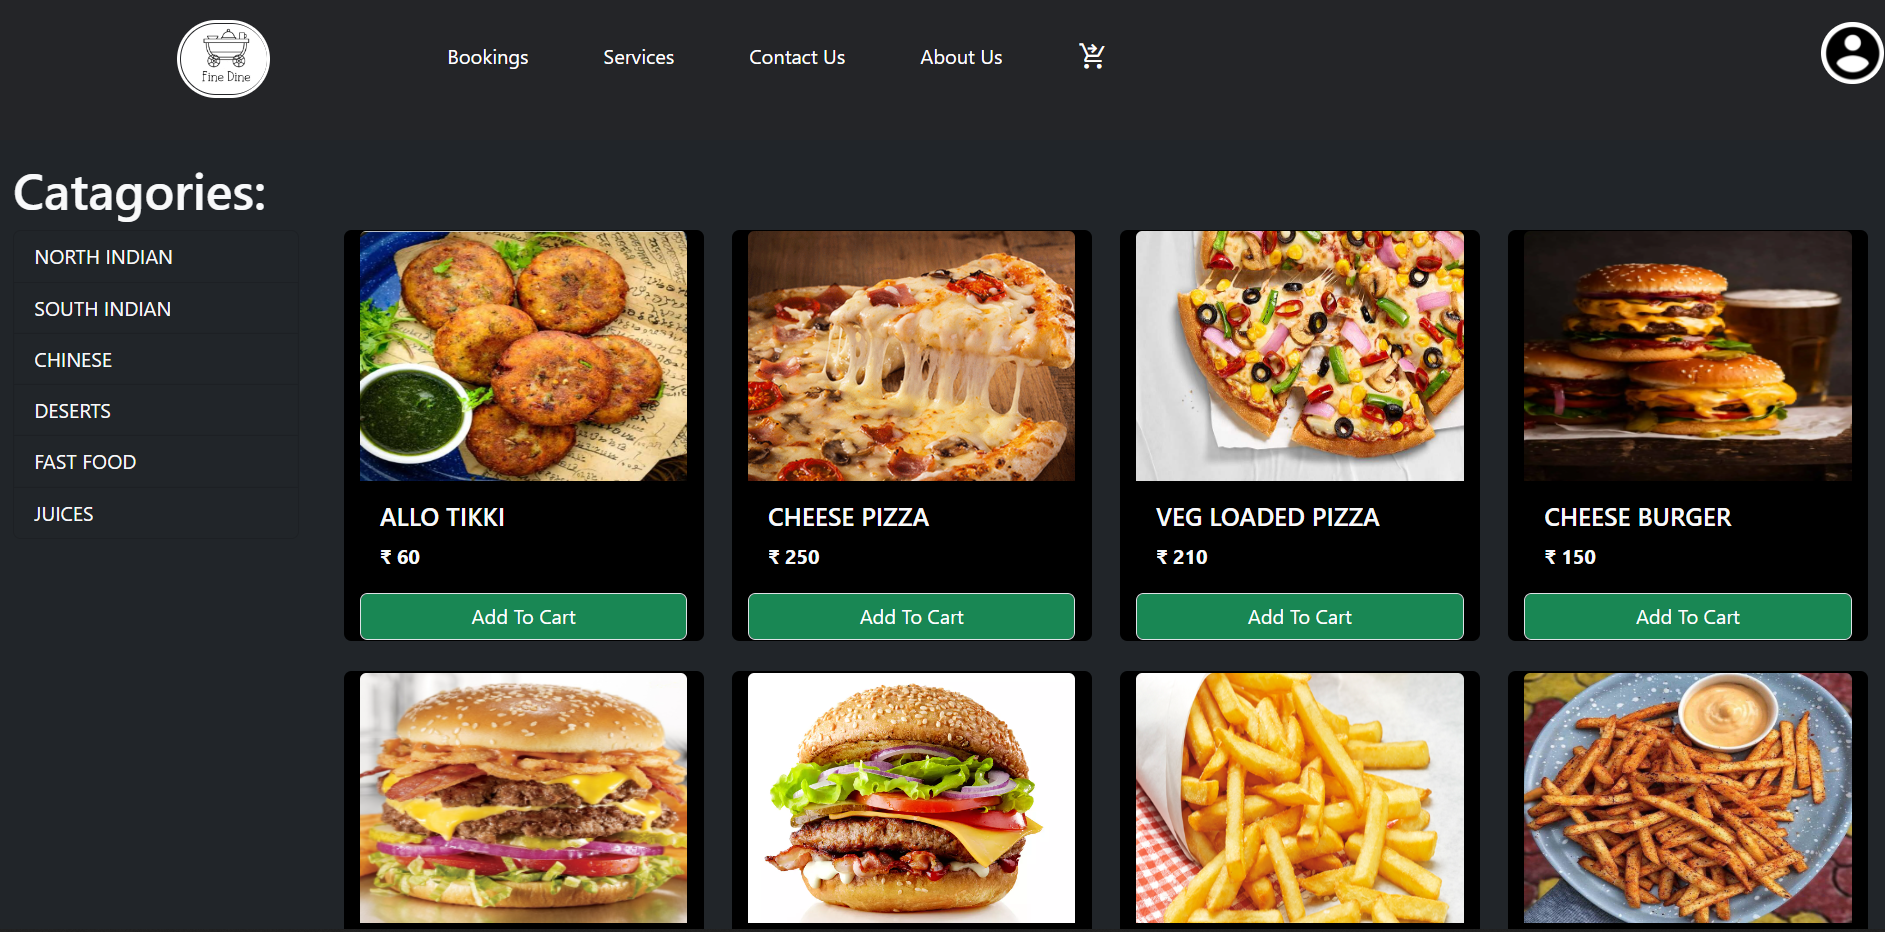 Fine Dine
Bookings
Services
Contact Us
About Us
Catagories:
NORTH INDIAN
SOUTH INDIAN
CHINESE
DESERTS
FAST FOOD
JUICES
ALLO TIKKI
₹ 60
Add To Cart
CHEESE PIZZA
₹ 250
Add To Cart
VEG LOADED PIZZA
₹ 210
Add To Cart
CHEESE BURGER
₹ 150
Add To Cart